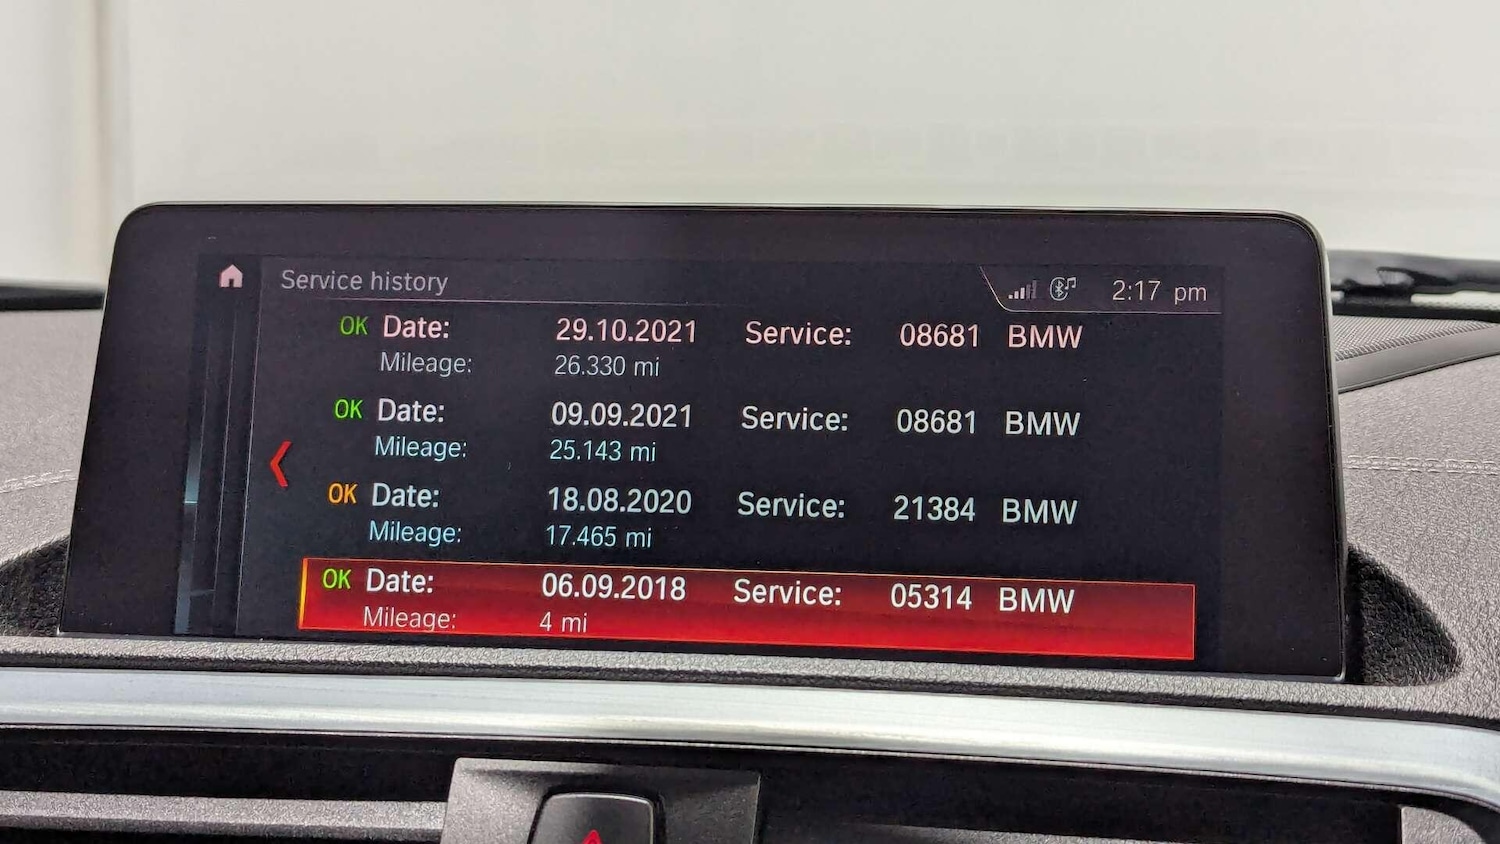 Service history 2:17 pm
OK Date: 29.10.2021 Service: 08681 BMW
Mileage: 26.330 mi
OK Date: 09.09.2021 Service: 08681 BMW
Mileage: 25.143 mi
OK Date: 18.08.2020 Service: 21384 BMW
Mileage: 17.465 mi
OK Date: 06.09.2018 Service: 05314 BMW
Mileage: 4 mi